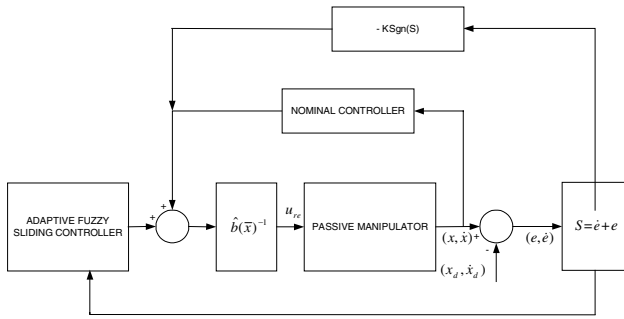 - KSgn(S)
NOMINAL CONTROLLER
ADAPTIVE FUZZY
SLIDING CONTROLLER
+
+
b̂(x̄)⁻¹
u_re
PASSIVE MANIPULATOR
(x, ẋ)
+
-
(x_d, ẋ_d)
(e, ė)
S = ė + e